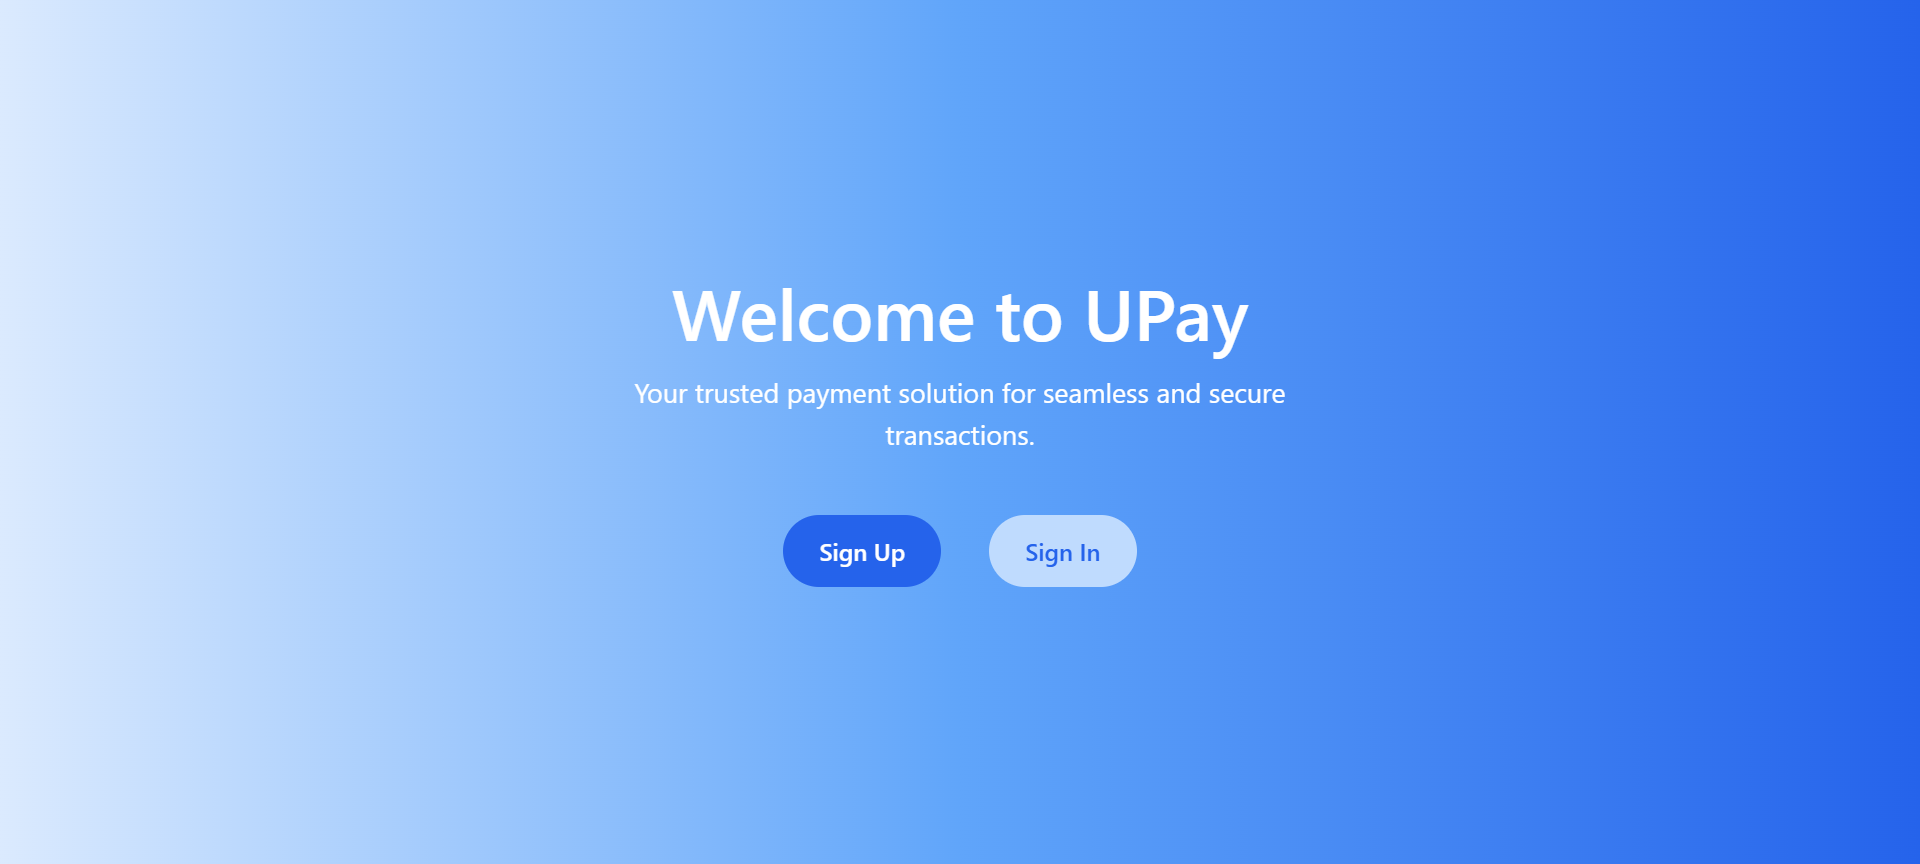 Welcome to UPay
Your trusted payment solution for seamless and secure
transactions.
Sign Up
Sign In